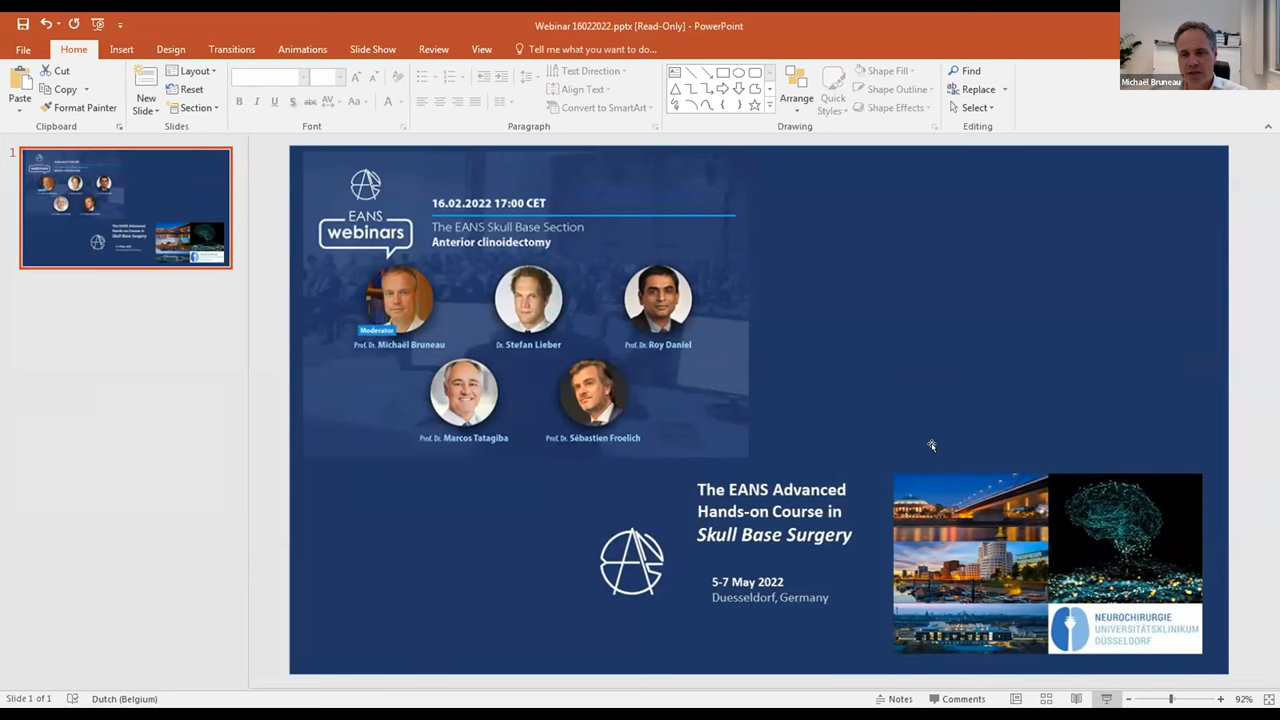 Webinar 16022022.pptx [Read-Only] - PowerPoint
File Home Insert Design Transitions Animations Slide Show Review View Tell me what you want to do...
Paste
Cut
Copy
Format Painter
Clipboard
New
Slide
Layout
Reset
Section
Slides
B I U S abc AV Aa A
Font
Text Direction
Align Text
Convert to SmartArt
Paragraph
Arrange
Quick
Styles
Shape Fill
Shape Outline
Shape Effects
Drawing
Find
Replace
Select
Editing
Michaël Bruneau
1
EANS
webinars
16.02.2022 17:00 CET
The EANS Skull Base Section
Anterior clinoidectomy
Moderator
Prof. Dr. Michaël Bruneau
Dr. Stefan Lieber
Prof. Dr. Roy Daniel
Prof. Dr. Marcos Tatagiba
Prof. Dr. Sébastien Froelich
The EANS Advanced
Hands-on Course in
Skull Base Surgery
5-7 May 2022
Duesseldorf, Germany
NEUROCHIRURGIE
UNIVERSITÄTSKLINIKUM
DÜSSELDORF
Slide 1 of 1 Dutch (Belgium) Notes Comments 92%